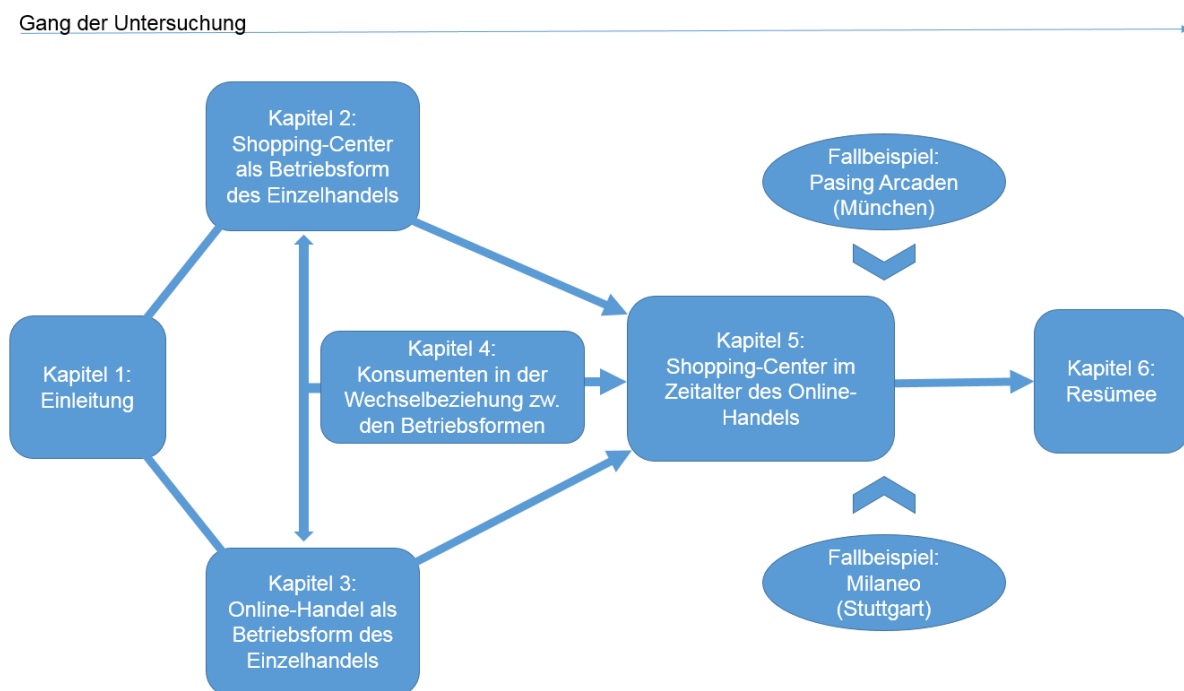 Gang der Untersuchung
Kapitel 1:
Einleitung
Kapitel 2:
Shopping-Center
als Betriebsform
des Einzelhandels
Kapitel 3:
Online-Handel als
Betriebsform des
Einzelhandels
Kapitel 4:
Konsumenten in der
Wechselbeziehung zw.
den Betriebsformen
Kapitel 5:
Shopping-Center im
Zeitalter des Online-
Handels
Fallbeispiel:
Pasing Arcaden
(München)
Fallbeispiel:
Milaneo
(Stuttgart)
Kapitel 6:
Resümee